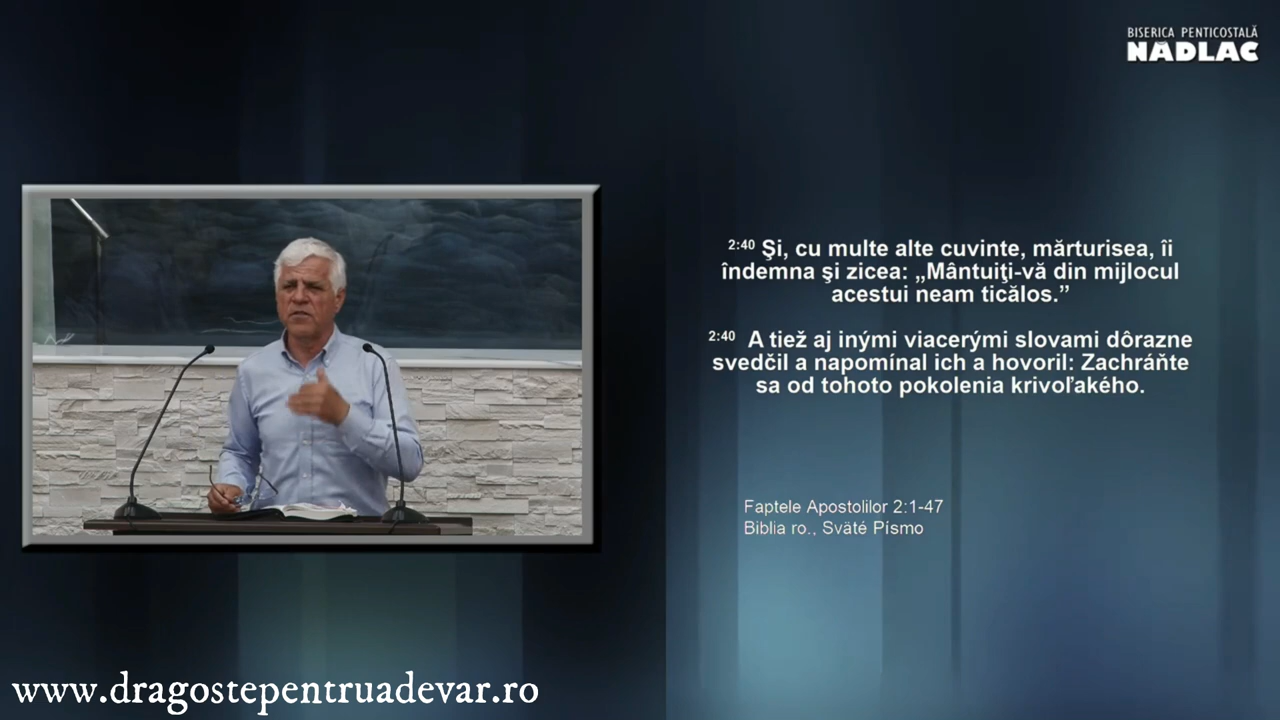 BISERICA PENTICOSTALĂ
NĂDLAC
2:40 Şi, cu multe alte cuvinte, mărturisea, îi
îndemna şi zicea: „Mântuiţi-vă din mijlocul
acestui neam ticălos.”
2:40 A tiež aj inými viacerými slovami dôrazne
svedčil a napomínal ich a hovoril: Zachráňte
sa od tohoto pokolenia krivoľakého.
Faptele Apostolilor 2:1-47
Biblia ro., Sväté Písmo
www.dragostepentruadevar.ro